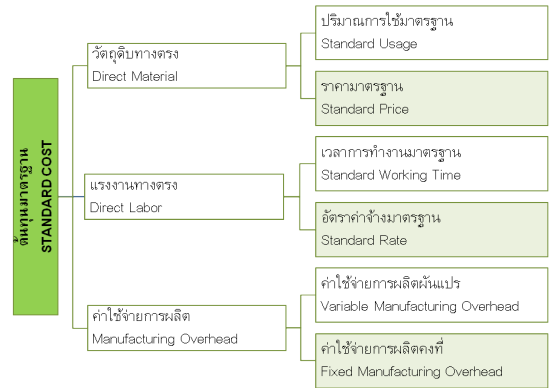 ต้นทุนมาตรฐาน
STANDARD COST
วัตถุดิบทางตรง
Direct Material
ปริมาณการใช้มาตรฐาน
Standard Usage
ราคามาตรฐาน
Standard Price
แรงงานทางตรง
Direct Labor
เวลาการทำงานมาตรฐาน
Standard Working Time
อัตราค่าจ้างมาตรฐาน
Standard Rate
ค่าใช้จ่ายการผลิต
Manufacturing Overhead
ค่าใช้จ่ายการผลิตผันแปร
Variable Manufacturing Overhead
ค่าใช้จ่ายการผลิตคงที่
Fixed Manufacturing Overhead